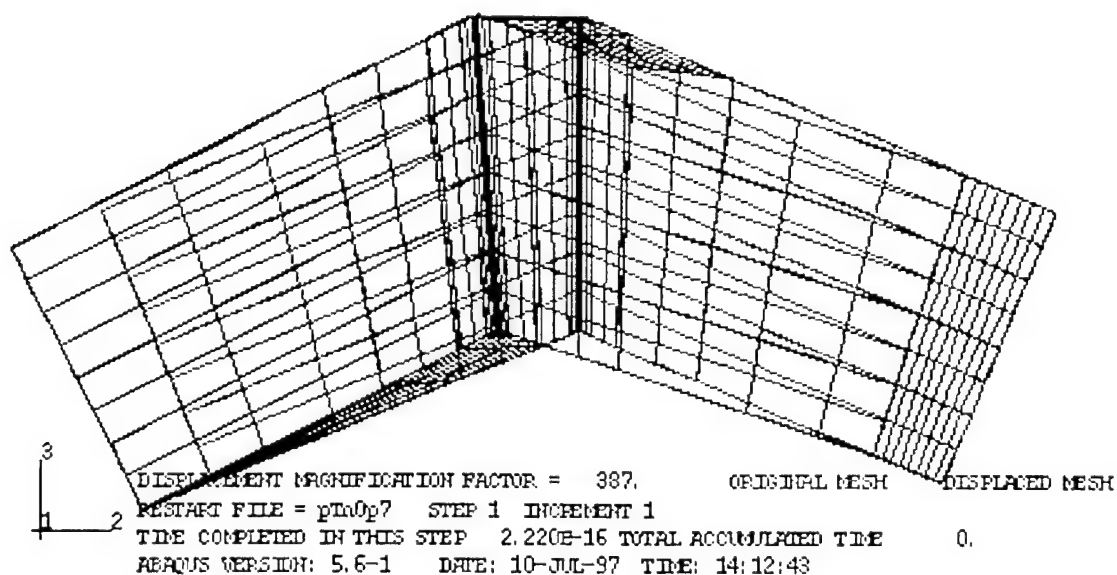 3
2
1
DISPLACEMENT MAGNIFICATION FACTOR = 387. ORIGINAL MESH DISPLACED MESH
RESTART FILE = pTn0p7 STEP 1 INCREMENT 1
TIME COMPLETED IN THIS STEP 2.220E-16 TOTAL ACCUMULATED TIME 0.
ABAQUS VERSION: 5.6-1 DATE: 10-JUL-97 TIME: 14:12:43